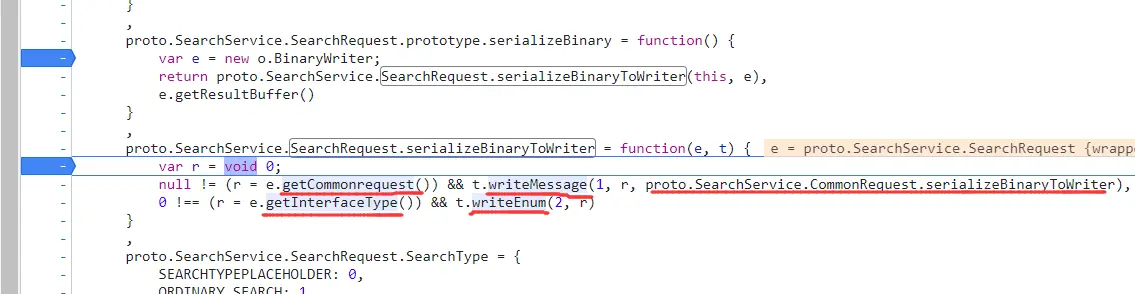 }
,
proto.SearchService.SearchRequest.prototype.serializeBinary = function() {
var e = new o.BinaryWriter;
return proto.SearchService.SearchRequest.serializeBinaryToWriter(this, e),
e.getResultBuffer()
}
,
proto.SearchService.SearchRequest.serializeBinaryToWriter = function(e, t) { e = proto.SearchService.SearchRequest {wrappe
var r = void 0;
null != (r = e.getCommonrequest()) && t.writeMessage(1, r, proto.SearchService.CommonRequest.serializeBinaryToWriter),
0 !== (r = e.getInterfaceType()) && t.writeEnum(2, r)
}
,
proto.SearchService.SearchRequest.SearchType = {
SEARCHTYPEPLACEHOLDER: 0,
ORDINARY_SEARCH: 1